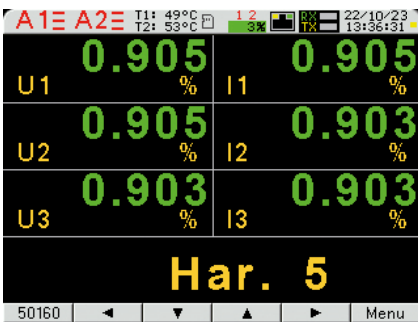 A1Ξ A2Ξ T1: 49°C 1 2 RX 22/10/23
T2: 53°C 3% TX 13:36:31
0.905 0.905
U1 % I1 %
0.905 0.903
U2 % I2 %
0.903 0.903
U3 % I3 %
Har. 5
50160 ◄ ▼ ▲ ► Menu